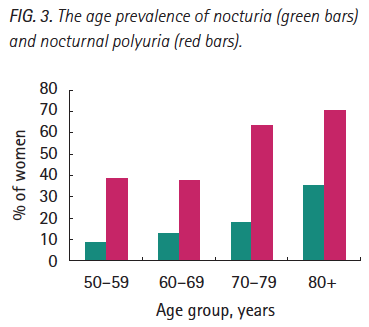 FIG. 3. The age prevalence of nocturia (green bars)
and nocturnal polyuria (red bars).
80
70
60
50
40
30
20
10
0
% of women
50–59 60–69 70–79 80+
Age group, years